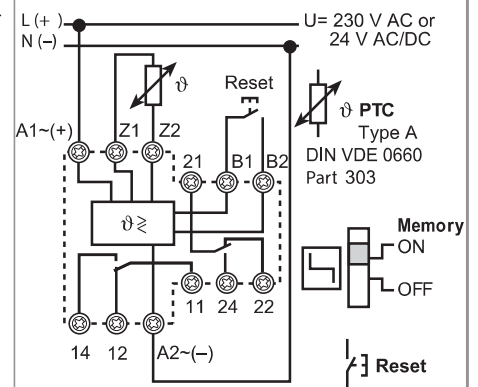 L (+)
U= 230 V AC or
N (–)
24 V AC/DC
ϑ
Reset
ϑ PTC
Type A
DIN VDE 0660
Part 303
A1~(+)
Z1
Z2
21
B1
B2
ϑ≥
Memory
ON
OFF
11
24
22
14
12
A2~(–)
Reset